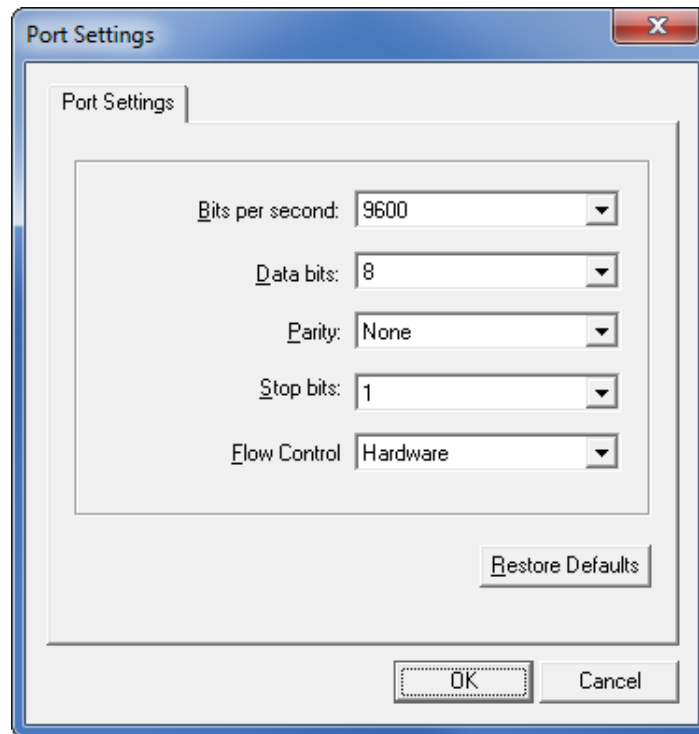 Port Settings
Port Settings
Bits per second: 9600
Data bits: 8
Parity: None
Stop bits: 1
Flow Control Hardware
Restore Defaults
OK Cancel